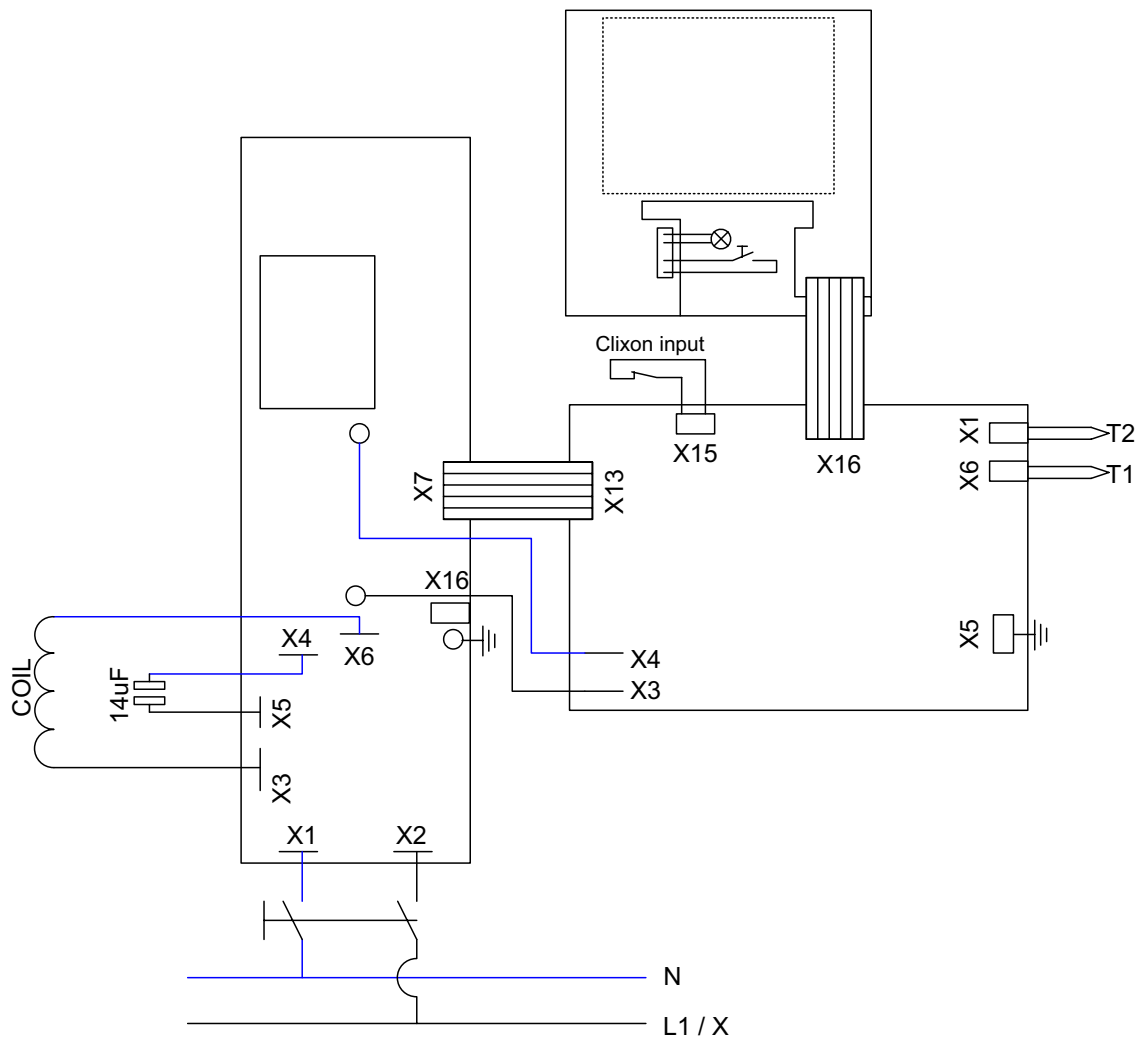 Clixon input
X15
X16
X1
T2
X6
T1
X7
X13
X16
X4
X6
X5
X4
X3
COIL
14uF
X5
X3
X1
X2
N
L1 / X